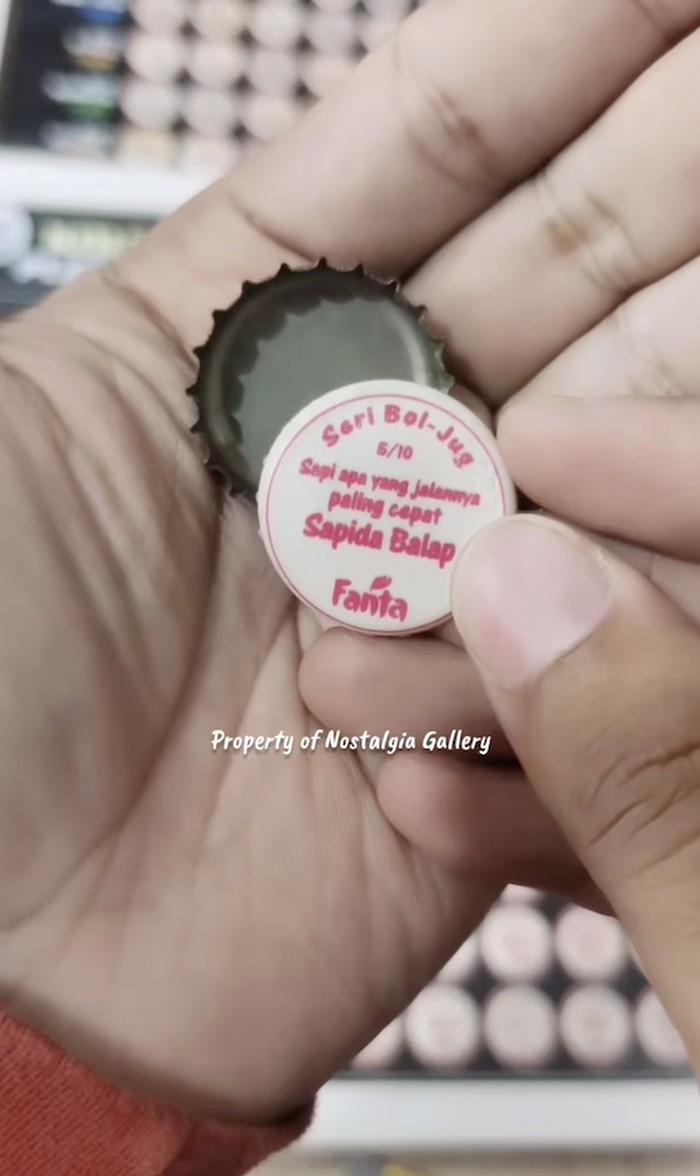 Seri Bol-Jug
5/10
Sapi apa yang jalannya
paling cepat
Sapida Balap
Fanta
Property of Nostalgia Gallery